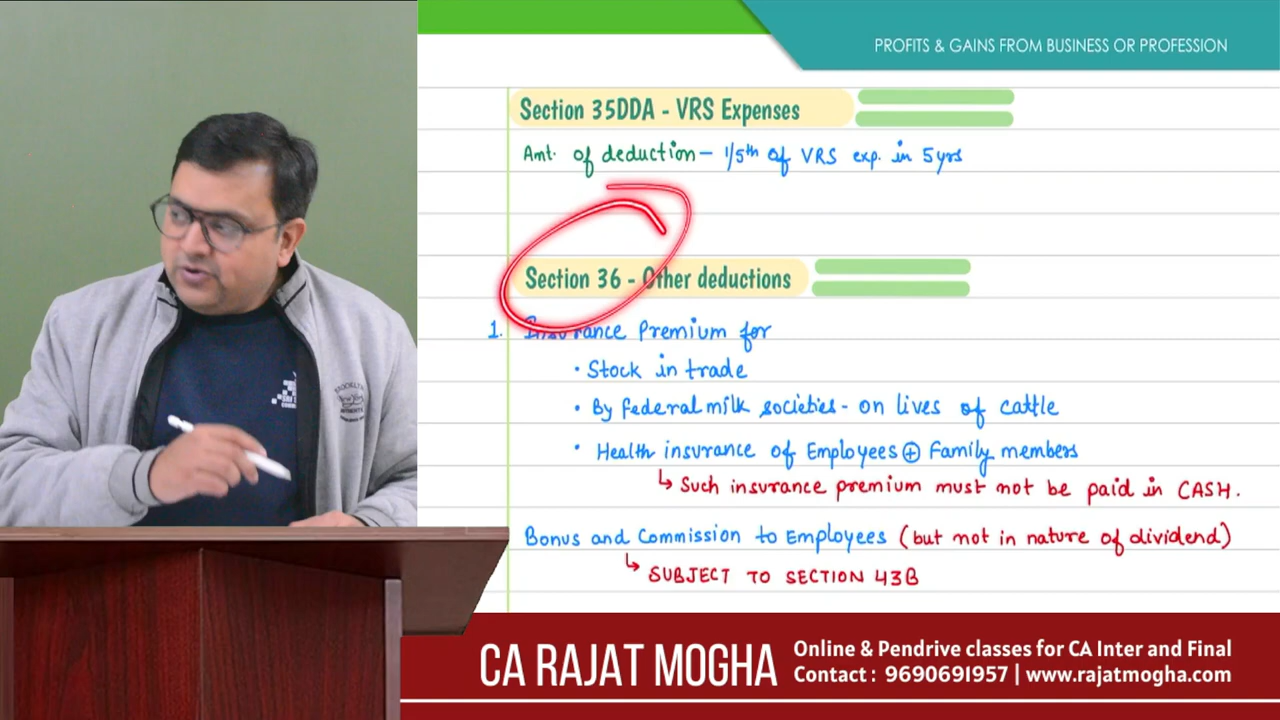 PROFITS & GAINS FROM BUSINESS OR PROFESSION
Section 35DDA - VRS Expenses
Amt. of deduction – 1/5th of VRS exp. in 5yrs
Section 36 - Other deductions
1. Insurance Premium for
• Stock in trade
• By federal milk societies - on lives of cattle
• Health insurance of Employees ⊕ Family members
↳ Such insurance premium must not be paid in CASH.
Bonus and Commission to Employees (but not in nature of dividend)
↳ SUBJECT TO SECTION 43B
CA RAJAT MOGHA
Online & Pendrive classes for CA Inter and Final
Contact : 9690691957 | www.rajatmogha.com